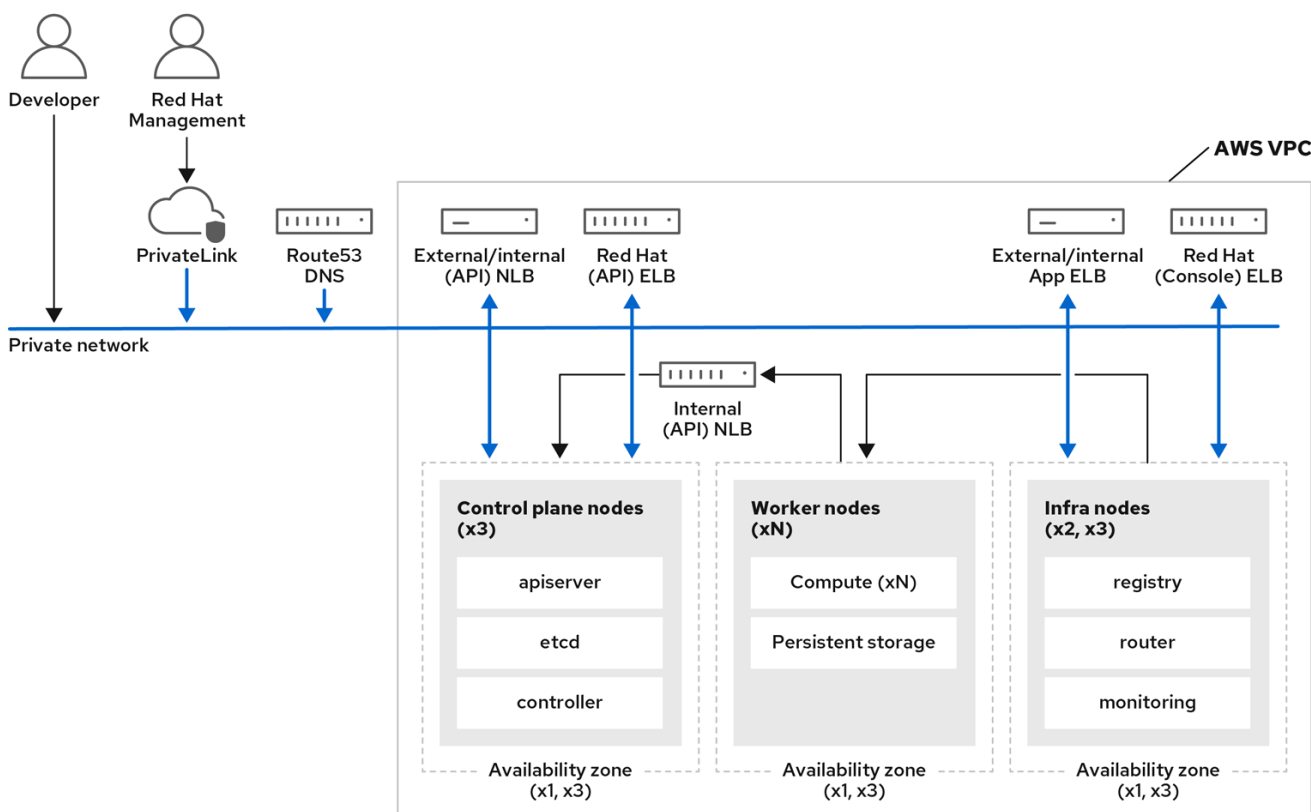 Developer
Red Hat
Management
AWS VPC
PrivateLink
Route53
DNS
External/internal
(API) NLB
Red Hat
(API) ELB
External/internal
App ELB
Red Hat
(Console) ELB
Private network
Internal
(API) NLB
Control plane nodes
(x3)
apiserver
etcd
controller
Availability zone
(x1, x3)
Worker nodes
(xN)
Compute (xN)
Persistent storage
Availability zone
(x1, x3)
Infra nodes
(x2, x3)
registry
router
monitoring
Availability zone
(x1, x3)